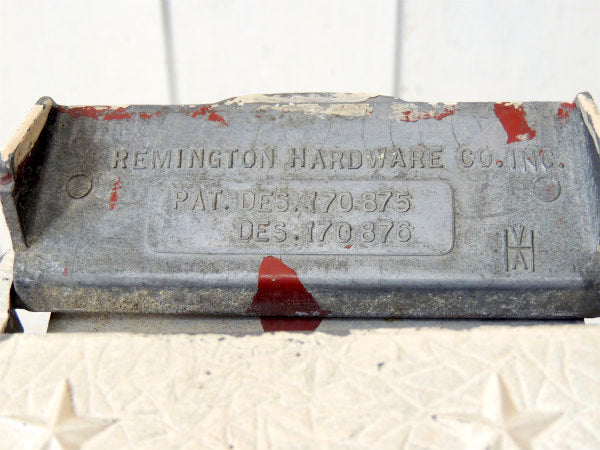 REMINGTON HARDWARE CO. INC.
PAT. DES. 170 875
DES. 170 876
V
H
A